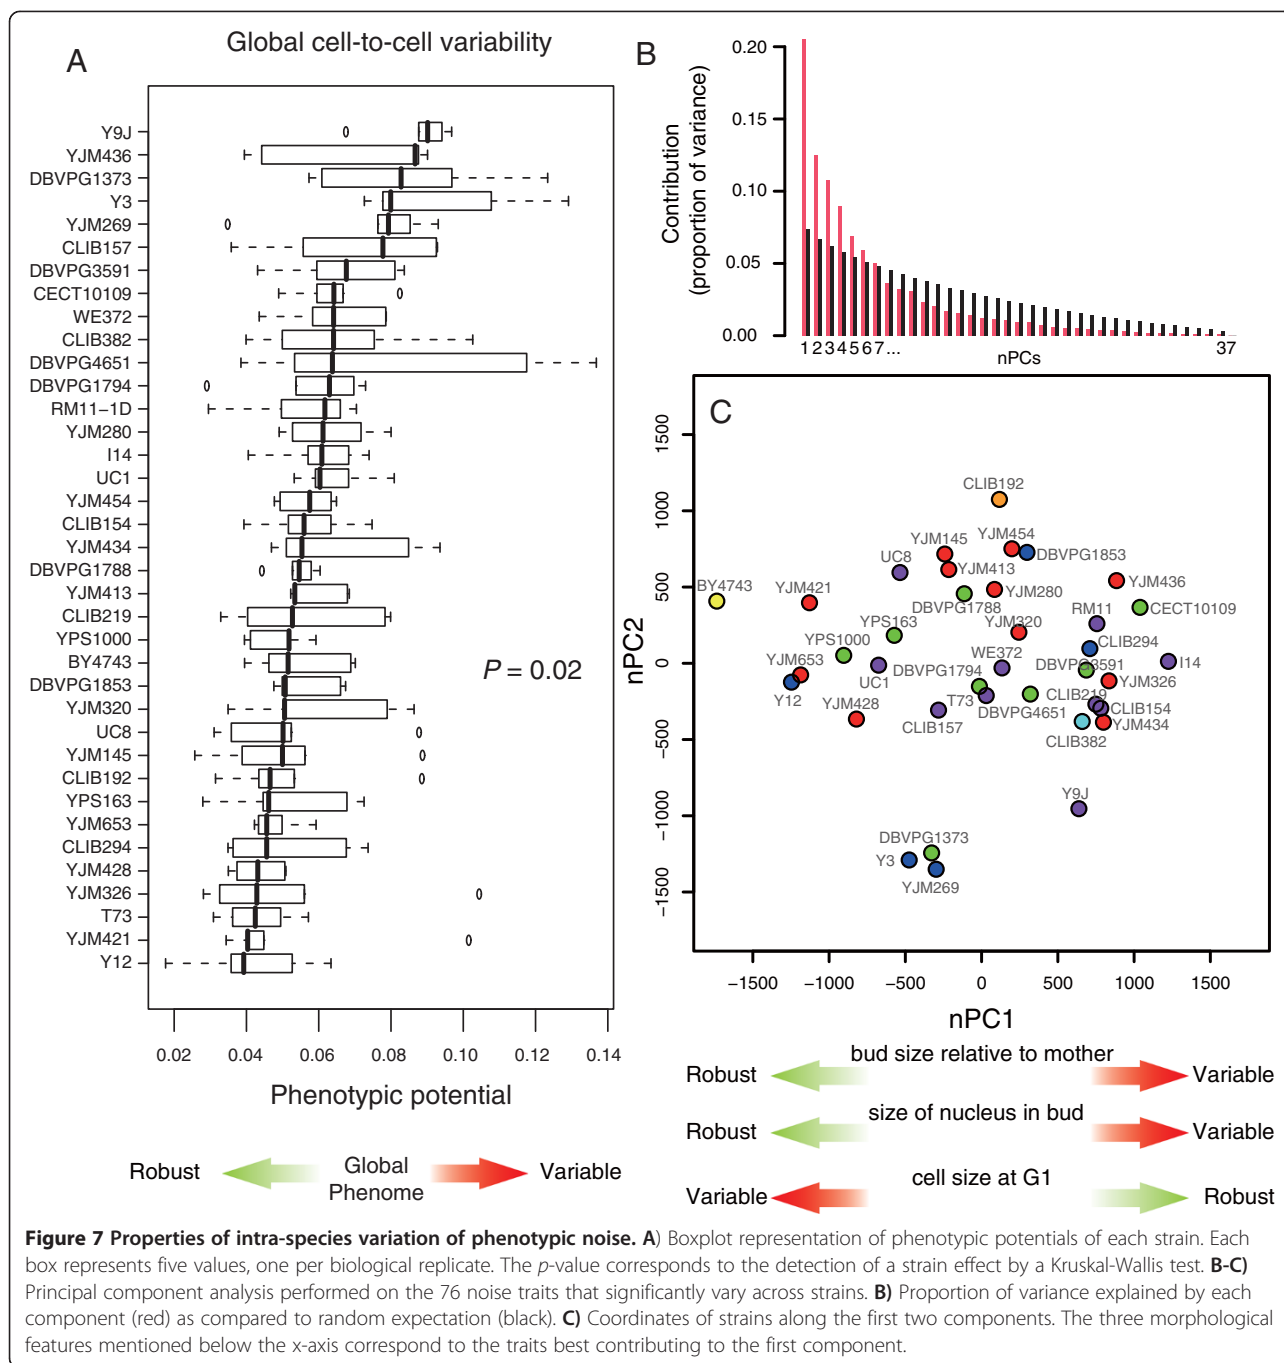 A
Global cell-to-cell variability
Y9J
YJM436
DBVPG1373
Y3
YJM269
CLIB157
DBVPG3591
CECT10109
WE372
CLIB382
DBVPG4651
DBVPG1794
RM11−1D
YJM280
I14
UC1
YJM454
CLIB154
YJM434
DBVPG1788
YJM413
CLIB219
YPS1000
BY4743
DBVPG1853
YJM320
UC8
YJM145
CLIB192
YPS163
YJM653
CLIB294
YJM428
YJM326
T73
YJM421
Y12
P = 0.02
0.02 0.04 0.06 0.08 0.10 0.12 0.14
Phenotypic potential
Robust Global Phenome Variable
B
Contribution
(proportion of variance)
0.20
0.15
0.10
0.05
0.00
1 2 3 4 5 6 7 ... nPCs 37
C
nPC2
1500
1000
500
0
−500
−1000
−1500
CLIB192
YJM145
YJM454
UC8
YJM413
DBVPG1853
BY4743
YJM421
YJM280
YJM436
DBVPG1788
RM11
CECT10109
YPS163
YJM320
YPS1000
WE372
CLIB294
YJM653
UC1
DBVPG1794
DBVPG3591
I14
Y12
T73
CLIB219
YJM326
YJM428
CLIB157
DBVPG4651
CLIB154
YJM434
CLIB382
Y9J
DBVPG1373
Y3
YJM269
−1500 −1000 −500 0 500 1000 1500
nPC1
bud size relative to mother
Robust Variable
size of nucleus in bud
Robust Variable
cell size at G1
Variable Robust
Figure 7 Properties of intra-species variation of phenotypic noise. A) Boxplot representation of phenotypic potentials of each strain. Each
box represents five values, one per biological replicate. The p-value corresponds to the detection of a strain effect by a Kruskal-Wallis test. B-C)
Principal component analysis performed on the 76 noise traits that significantly vary across strains. B) Proportion of variance explained by each
component (red) as compared to random expectation (black). C) Coordinates of strains along the first two components. The three morphological
features mentioned below the x-axis correspond to the traits best contributing to the first component.